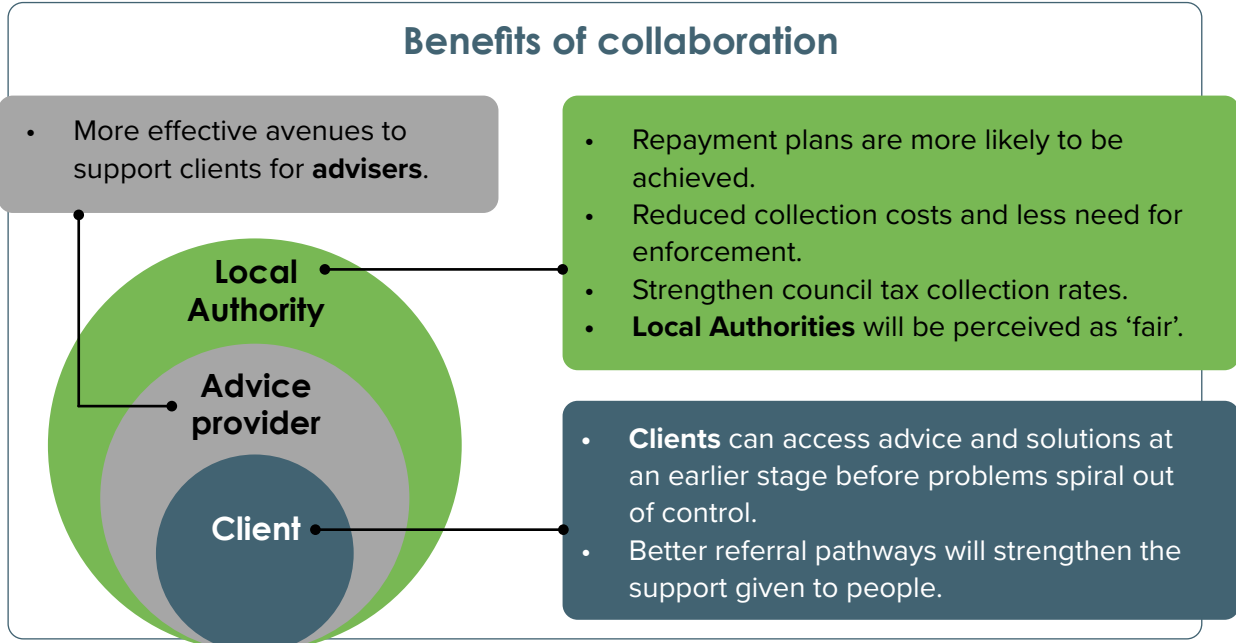 Benefits of collaboration
• More effective avenues to
support clients for advisers.
• Repayment plans are more likely to be
achieved.
• Reduced collection costs and less need for
enforcement.
• Strengthen council tax collection rates.
• Local Authorities will be perceived as ‘fair’.
Local
Authority
Advice
provider
Client
• Clients can access advice and solutions at
an earlier stage before problems spiral out
of control.
• Better referral pathways will strengthen the
support given to people.